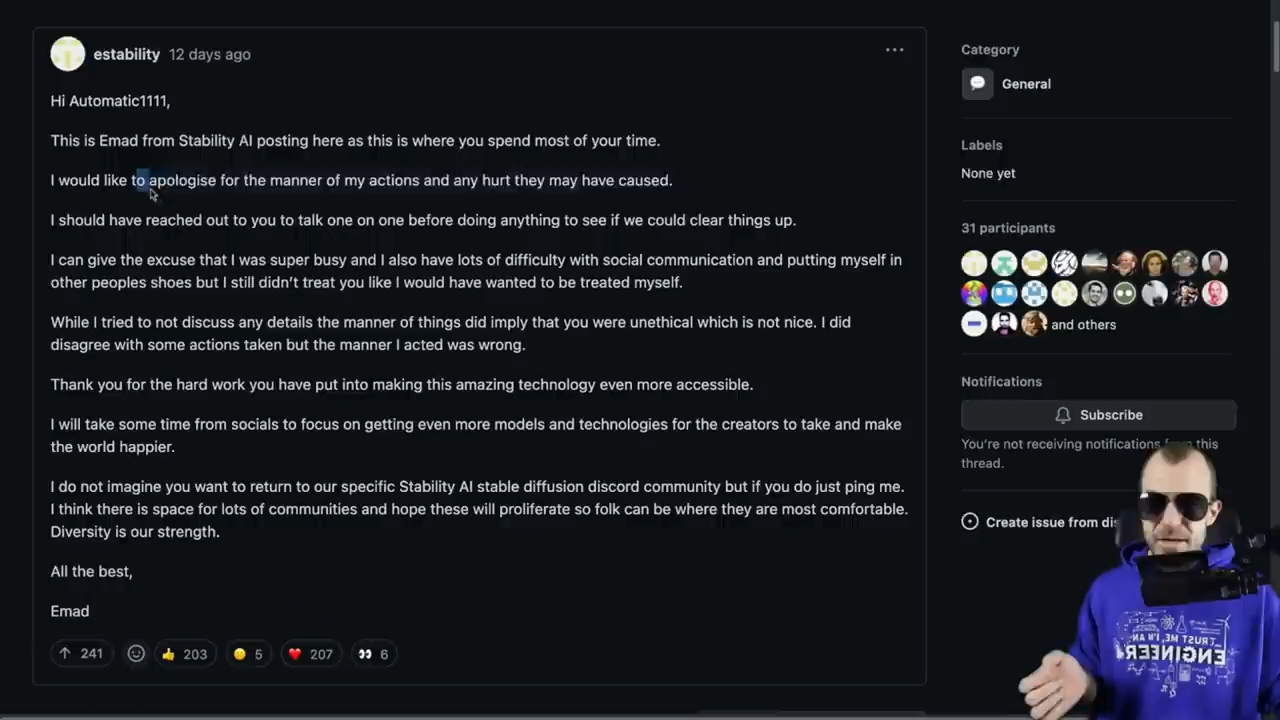 estability 12 days ago
Hi Automatic1111,
This is Emad from Stability AI posting here as this is where you spend most of your time.
I would like to apologise for the manner of my actions and any hurt they may have caused.
I should have reached out to you to talk one on one before doing anything to see if we could clear things up.
I can give the excuse that I was super busy and I also have lots of difficulty with social communication and putting myself in
other peoples shoes but I still didn't treat you like I would have wanted to be treated myself.
While I tried to not discuss any details the manner of things did imply that you were unethical which is not nice. I did
disagree with some actions taken but the manner I acted was wrong.
Thank you for the hard work you have put into making this amazing technology even more accessible.
I will take some time from socials to focus on getting even more models and technologies for the creators to take and make
the world happier.
I do not imagine you want to return to our specific Stability AI stable diffusion discord community but if you do just ping me.
I think there is space for lots of communities and hope these will proliferate so folk can be where they are most comfortable.
Diversity is our strength.
All the best,
Emad
241 203 5 207 6
Category
General
Labels
None yet
31 participants
and others
Notifications
Subscribe
You're not receiving notifications from this
thread.
Create issue from dis
TRUST ME, I'M AN
ENGINEER